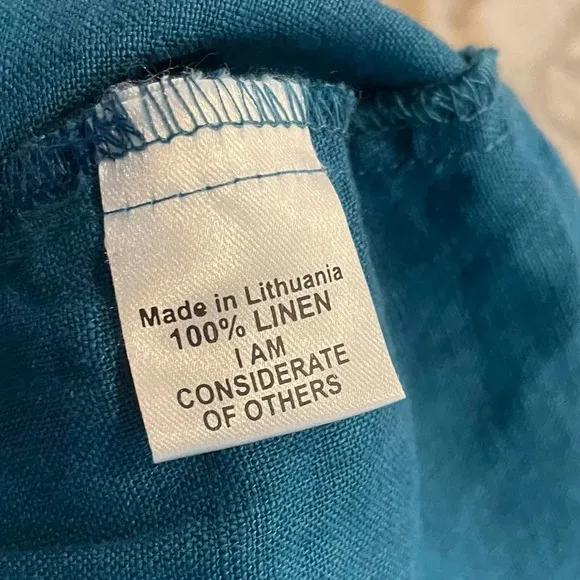 Made in Lithuania
100% LINEN
I AM
CONSIDERATE
OF OTHERS